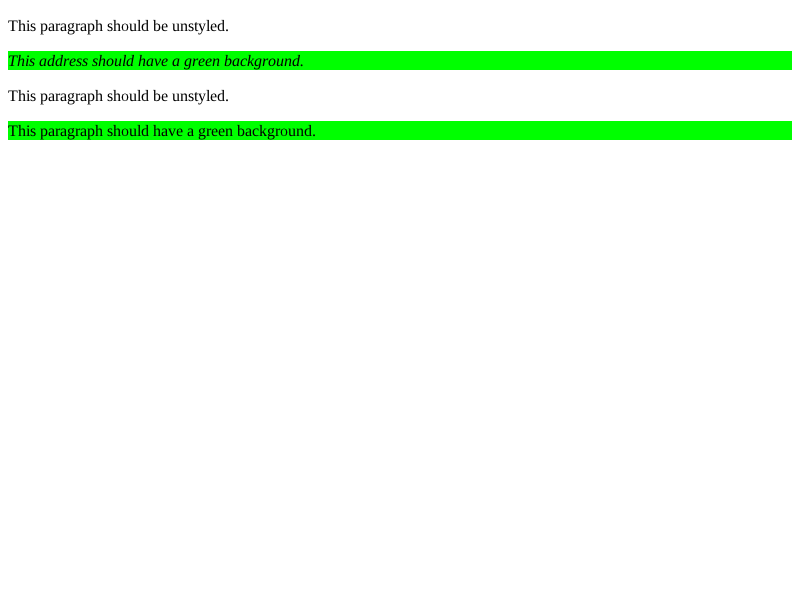 This paragraph should be unstyled.
This address should have a green background.
This paragraph should be unstyled.
This paragraph should have a green background.